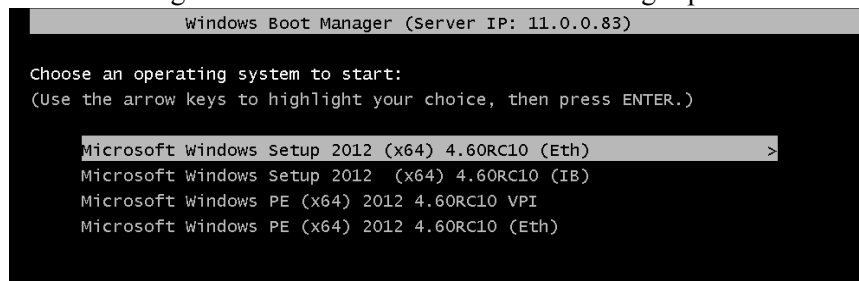 Windows Boot Manager (Server IP: 11.0.0.83)
Choose an operating system to start:
(Use the arrow keys to highlight your choice, then press ENTER.)
Microsoft Windows Setup 2012 (x64) 4.60RC10 (Eth) >
Microsoft Windows Setup 2012  (x64) 4.60RC10 (IB)
Microsoft Windows PE (x64) 2012 4.60RC10 VPI
Microsoft Windows PE (x64) 2012 4.60RC10 (Eth)